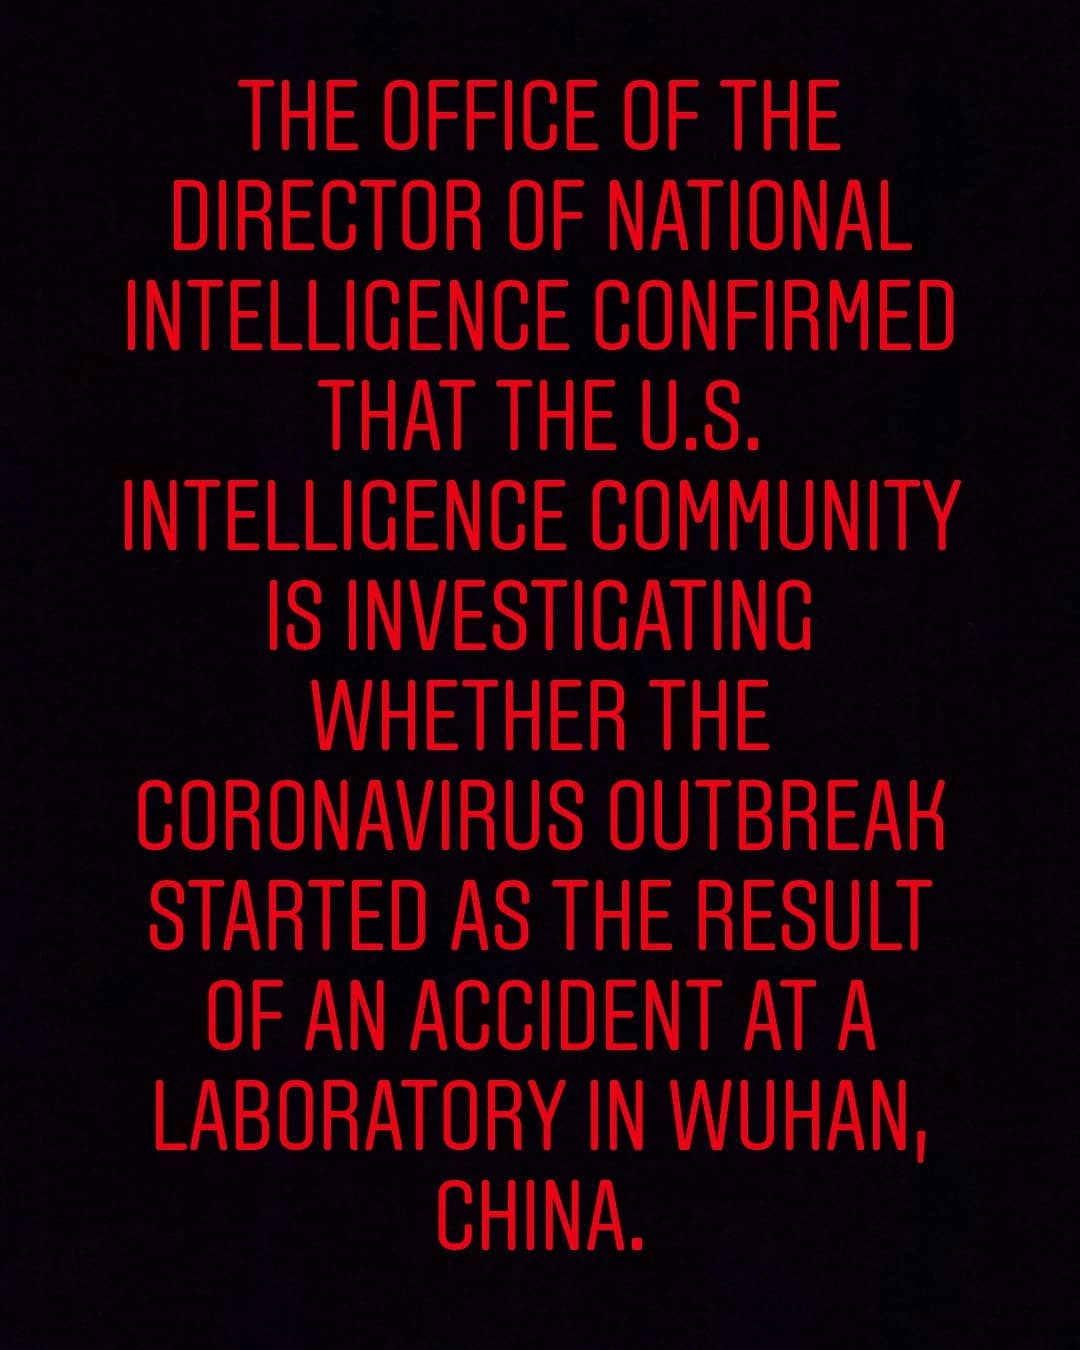 THE OFFICE OF THE
DIRECTOR OF NATIONAL
INTELLIGENCE CONFIRMED
THAT THE U.S.
INTELLIGENCE COMMUNITY
IS INVESTIGATING
WHETHER THE
CORONAVIRUS OUTBREAK
STARTED AS THE RESULT
OF AN ACCIDENT AT A
LABORATORY IN WUHAN,
CHINA.